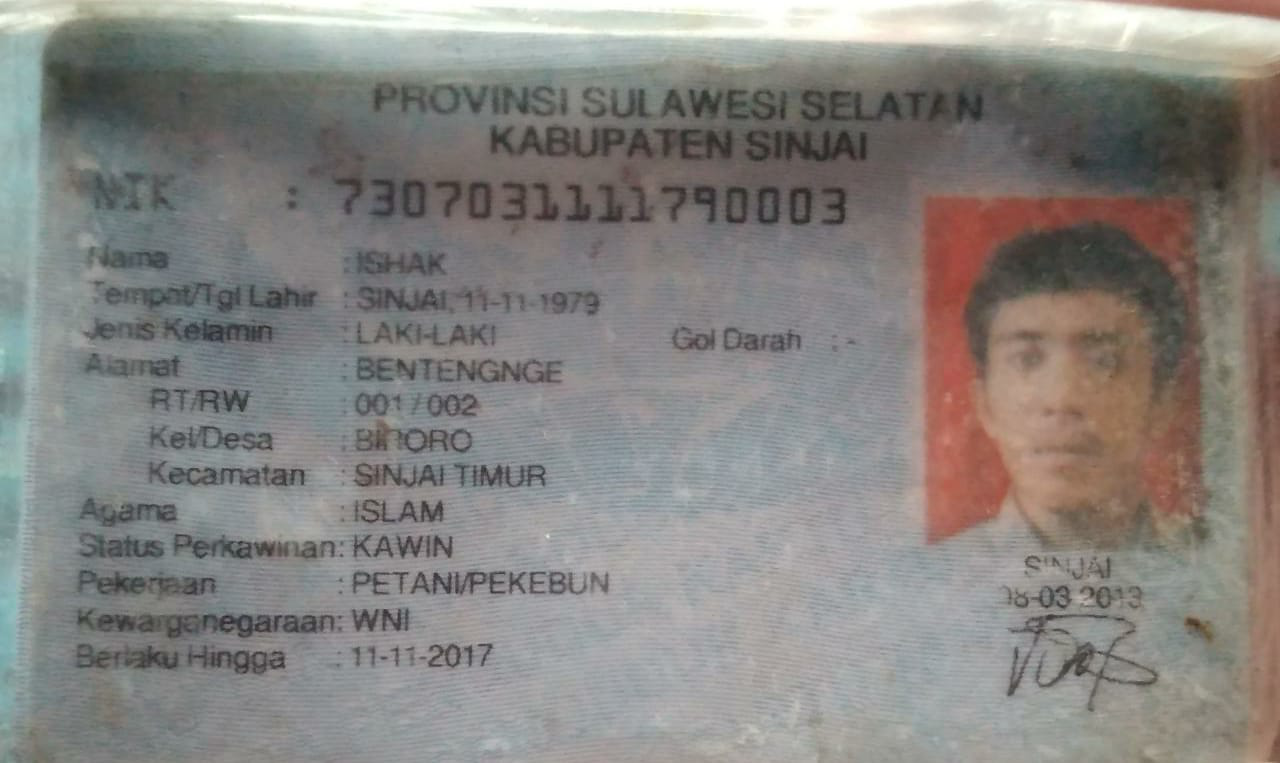 PROVINSI SULAWESI SELATAN
KABUPATEN SINJAI
NIK : 7307031111790003
Nama : ISHAK
Tempat/Tgl Lahir : SINJAI, 11-11-1979
Jenis Kelamin : LAKI-LAKI Gol Darah : -
Alamat : BENTENGNGE
RT/RW : 001 / 002
Kel/Desa : BIRORO
Kecamatan : SINJAI TIMUR
Agama : ISLAM
Status Perkawinan: KAWIN
Pekerjaan : PETANI/PEKEBUN
Kewarganegaraan: WNI
Berlaku Hingga : 11-11-2017
SINJAI
08-03-2013